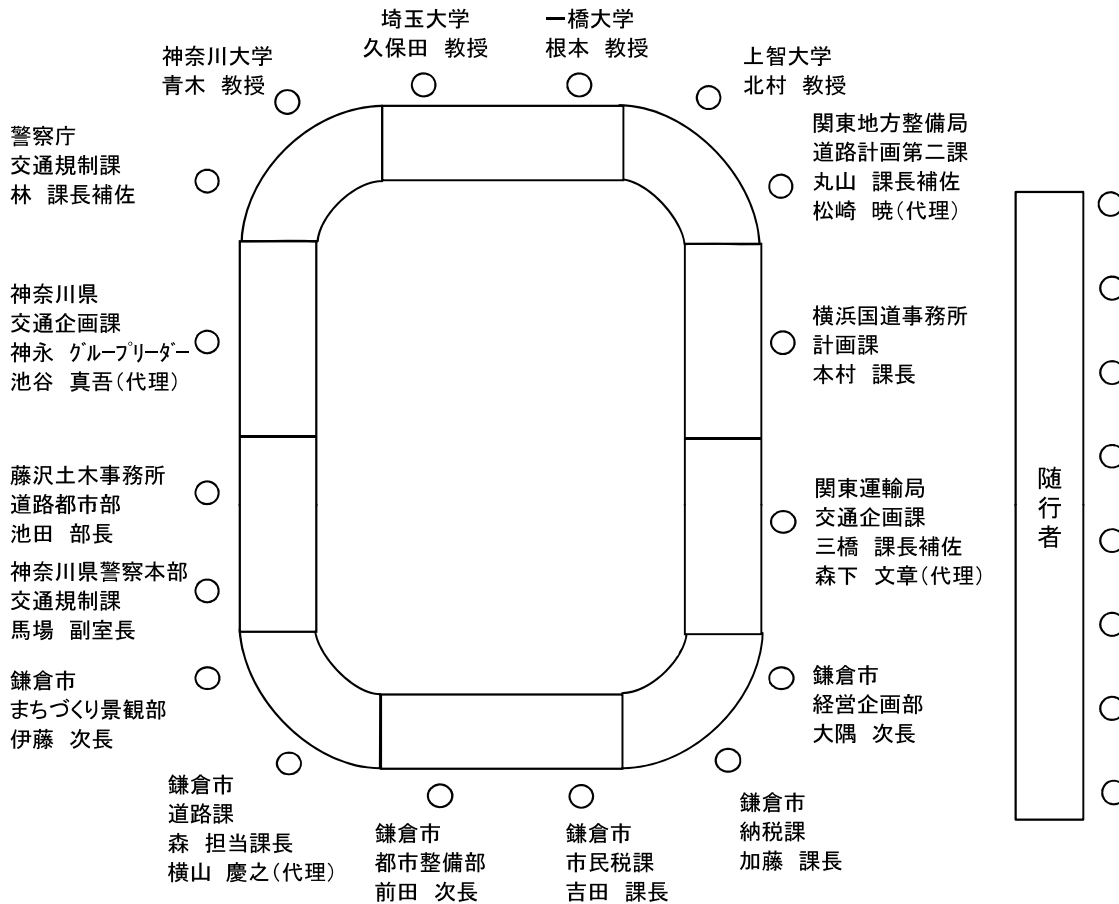 埼玉大学
久保田 教授
一橋大学
根本 教授
神奈川大学
青木 教授
上智大学
北村 教授
警察庁
交通規制課
林 課長補佐
関東地方整備局
道路計画第二課
丸山 課長補佐
松崎 暁(代理)
神奈川県
交通企画課
神永 グループリーダー
池谷 真吾(代理)
横浜国道事務所
計画課
本村 課長
藤沢土木事務所
道路都市部
池田 部長
関東運輸局
交通企画課
三橋 課長補佐
森下 文章(代理)
神奈川県警察本部
交通規制課
馬場 副室長
鎌倉市
まちづくり景観部
伊藤 次長
鎌倉市
経営企画部
大隅 次長
鎌倉市
道路課
森 担当課長
横山 慶之(代理)
鎌倉市
都市整備部
前田 次長
鎌倉市
市民税課
吉田 課長
鎌倉市
納税課
加藤 課長
随行者